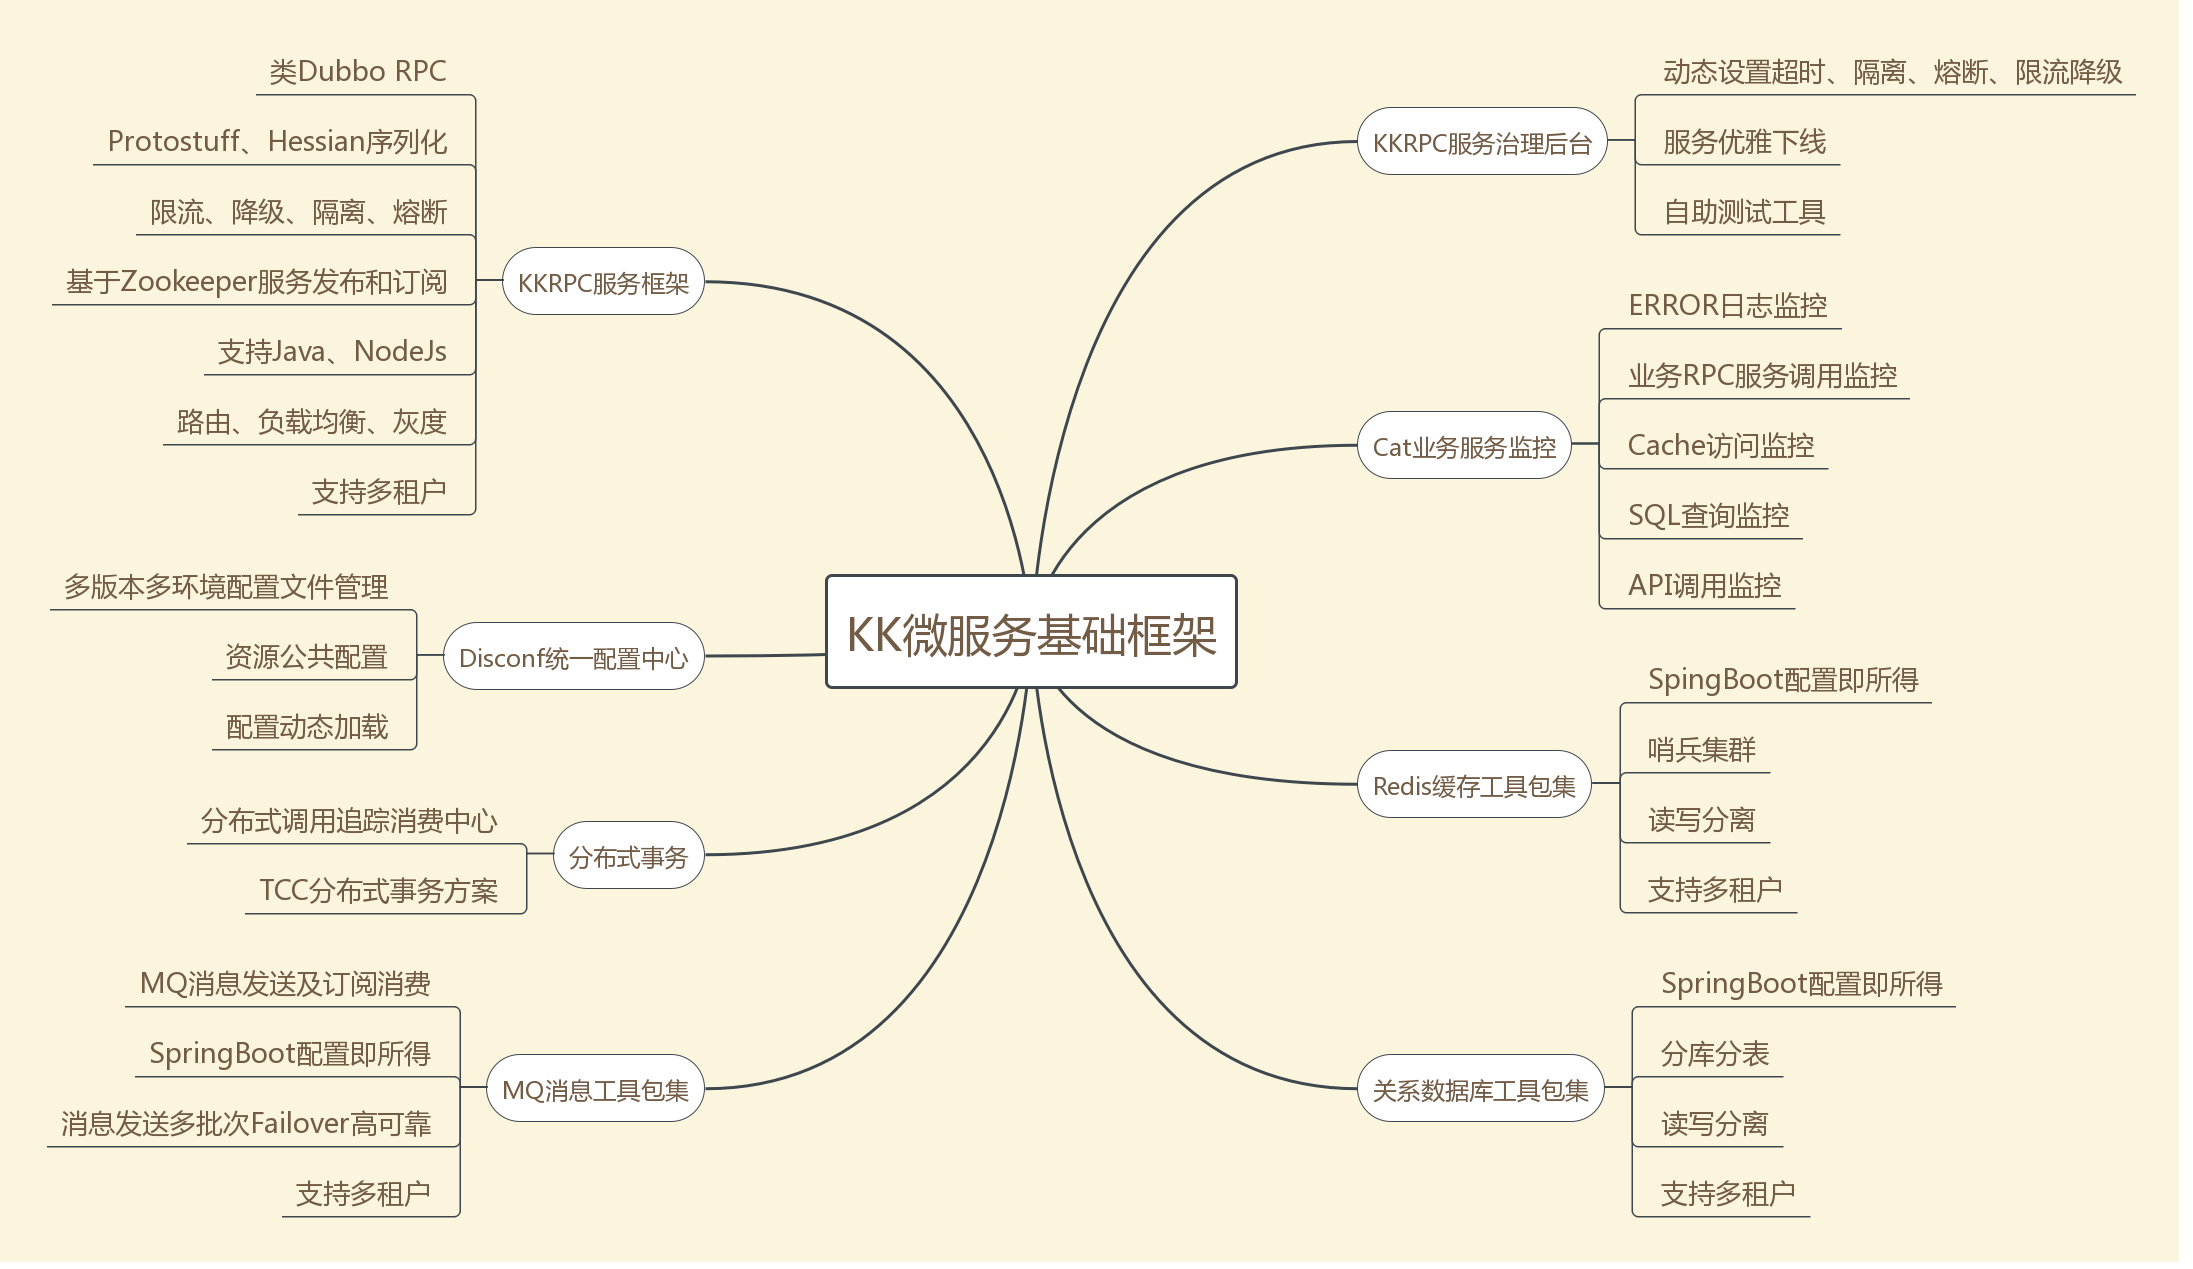 KK微服务基础框架
KKRPC服务治理后台
动态设置超时、隔离、熔断、限流降级
服务优雅下线
自助测试工具
Cat业务服务监控
ERROR日志监控
业务RPC服务调用监控
Cache访问监控
SQL查询监控
API调用监控
Redis缓存工具包集
SpingBoot配置即所得
哨兵集群
读写分离
支持多租户
关系数据库工具包集
SpringBoot配置即所得
分库分表
读写分离
支持多租户
KKRPC服务框架
类Dubbo RPC
Protostuff、Hessian序列化
限流、降级、隔离、熔断
基于Zookeeper服务发布和订阅
支持Java、NodeJs
路由、负载均衡、灰度
支持多租户
Disconf统一配置中心
多版本多环境配置文件管理
资源公共配置
配置动态加载
分布式事务
分布式调用追踪消费中心
TCC分布式事务方案
MQ消息工具包集
MQ消息发送及订阅消费
SpringBoot配置即所得
消息发送多批次Failover高可靠
支持多租户